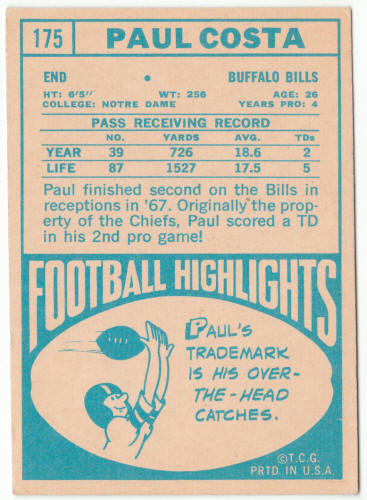 175 PAUL COSTA
END • BUFFALO BILLS
HT: 6'5" WT: 256 AGE: 26
COLLEGE: NOTRE DAME YEARS PRO: 4
PASS RECEIVING RECORD
NO. YARDS AVG. TDs
YEAR 39 726 18.6 2
LIFE 87 1527 17.5 5
Paul finished second on the Bills in
receptions in '67. Originally the prop-
erty of the Chiefs, Paul scored a TD
in his 2nd pro game!
FOOTBALL HIGHLIGHTS
PAUL'S
TRADEMARK
IS HIS OVER-
THE-HEAD
CATCHES.
©T.C.G.
PRTD IN U.S.A.